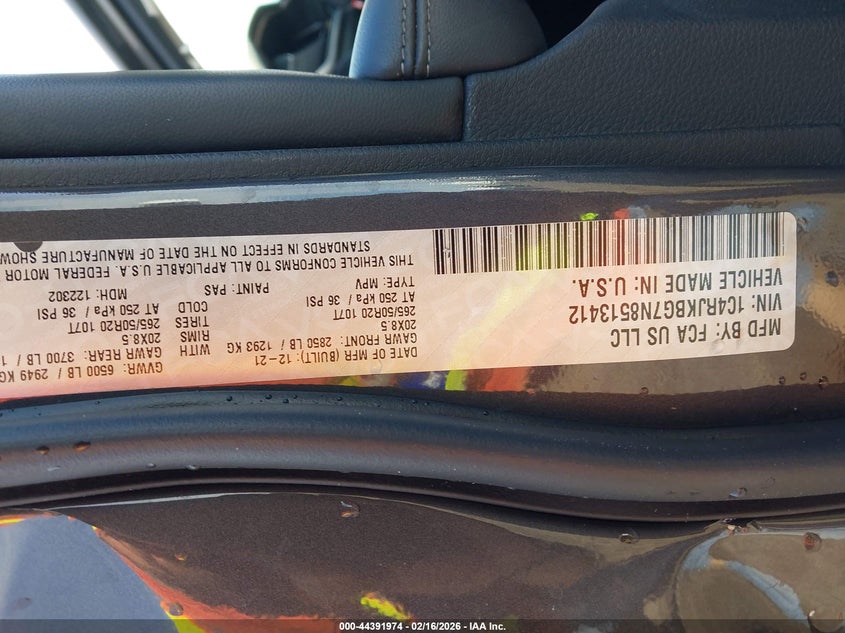 MFD BY: FCA US LLC
DATE OF MFR (BUILT): 12-21
GVWR: 6500 LB / 2949 KG
GAWR FRONT: 2850 LB / 1293 KG
GAWR REAR: 3700 LB /
WITH
20X8.5
RIMS
20X8.5
265/50R20 107T
TIRES
265/50R20 107T
AT 250 kPa / 36 PSI
COLD
AT 250 kPa / 36 PSI
VIN: 1C4RJKBG7N8513412
TYPE: MPV
PAINT: PAS
MDH: 122302
VEHICLE MADE IN: U.S.A.
THIS VEHICLE CONFORMS TO ALL APPLICABLE U.S.A. FEDERAL MOTOR
STANDARDS IN EFFECT ON THE DATE OF MANUFACTURE SHOW
000-44391974 - 02/16/2026 - IAA Inc.